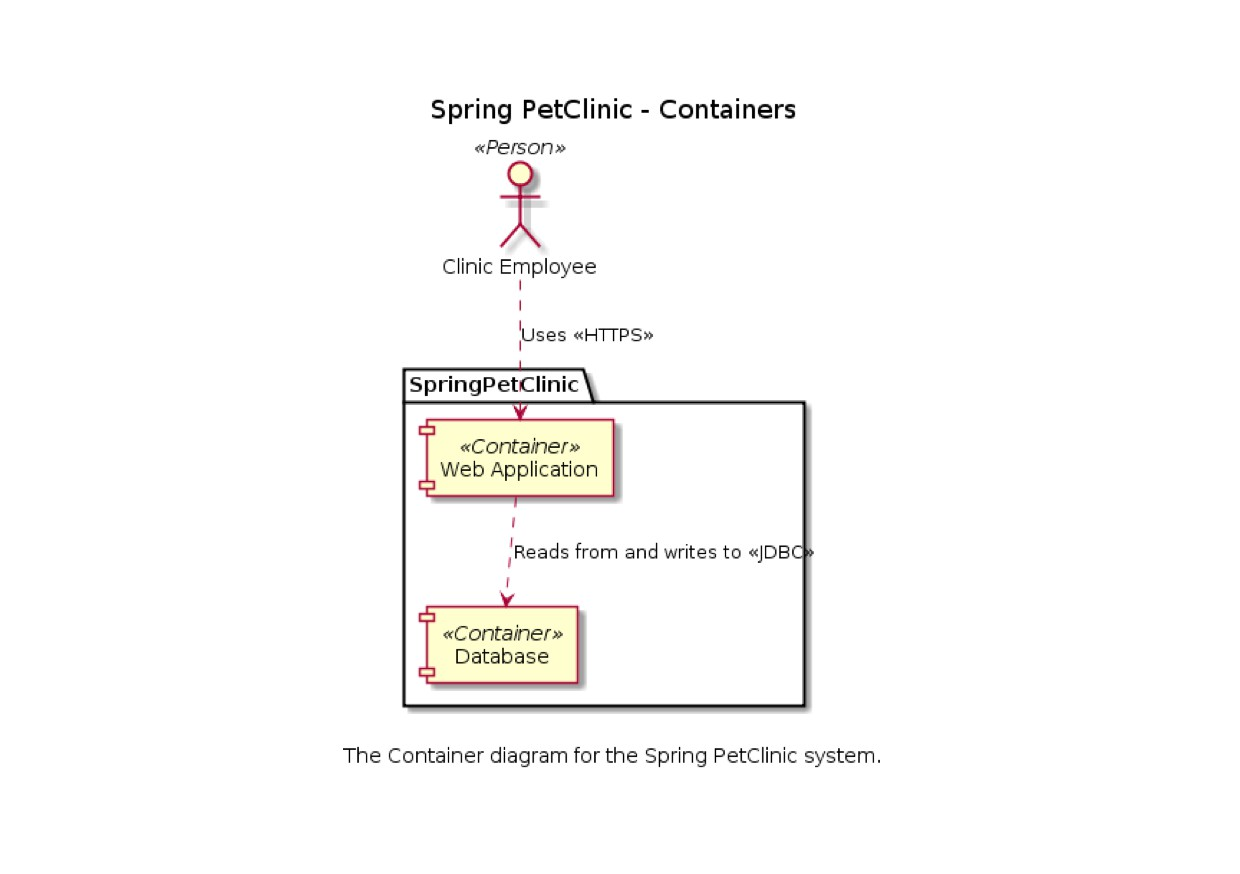 Spring PetClinic - Containers
«Person»
Clinic Employee
Uses «HTTPS»
SpringPetClinic
«Container»
Web Application
Reads from and writes to «JDBC»
«Container»
Database
The Container diagram for the Spring PetClinic system.